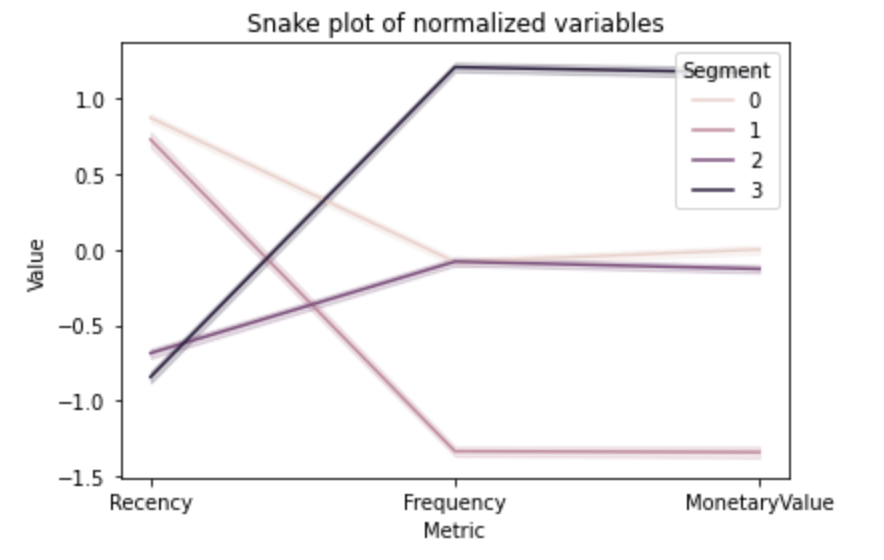 Snake plot of normalized variables
Segment
0
1
2
3
1.0
0.5
0.0
−0.5
−1.0
−1.5
Value
Recency
Frequency
MonetaryValue
Metric